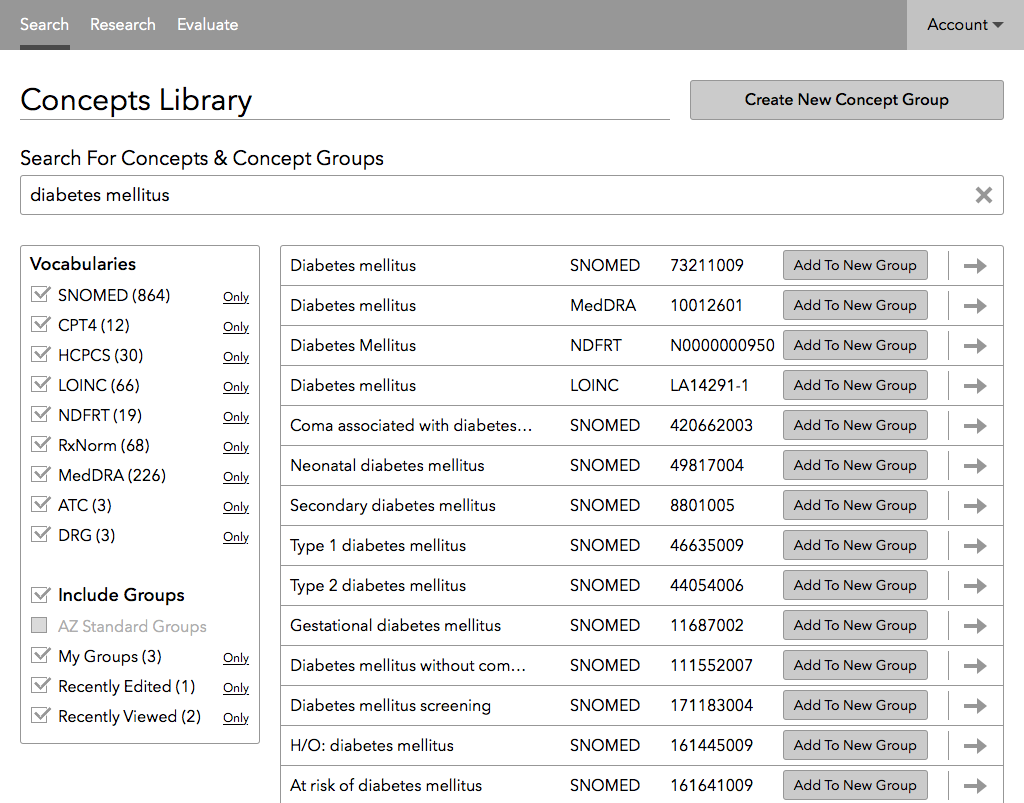 Search Research Evaluate Account
Concepts Library
Create New Concept Group
Search For Concepts & Concept Groups
diabetes mellitus
Vocabularies
SNOMED (864) Only
CPT4 (12) Only
HCPCS (30) Only
LOINC (66) Only
NDFRT (19) Only
RxNorm (68) Only
MedDRA (226) Only
ATC (3) Only
DRG (3) Only
Include Groups
AZ Standard Groups
My Groups (3) Only
Recently Edited (1) Only
Recently Viewed (2) Only
Diabetes mellitus SNOMED 73211009 Add To New Group
Diabetes mellitus MedDRA 10012601 Add To New Group
Diabetes Mellitus NDFRT N0000000950 Add To New Group
Diabetes mellitus LOINC LA14291-1 Add To New Group
Coma associated with diabetes... SNOMED 420662003 Add To New Group
Neonatal diabetes mellitus SNOMED 49817004 Add To New Group
Secondary diabetes mellitus SNOMED 8801005 Add To New Group
Type 1 diabetes mellitus SNOMED 46635009 Add To New Group
Type 2 diabetes mellitus SNOMED 44054006 Add To New Group
Gestational diabetes mellitus SNOMED 11687002 Add To New Group
Diabetes mellitus without com... SNOMED 111552007 Add To New Group
Diabetes mellitus screening SNOMED 171183004 Add To New Group
H/O: diabetes mellitus SNOMED 161445009 Add To New Group
At risk of diabetes mellitus SNOMED 161641009 Add To New Group